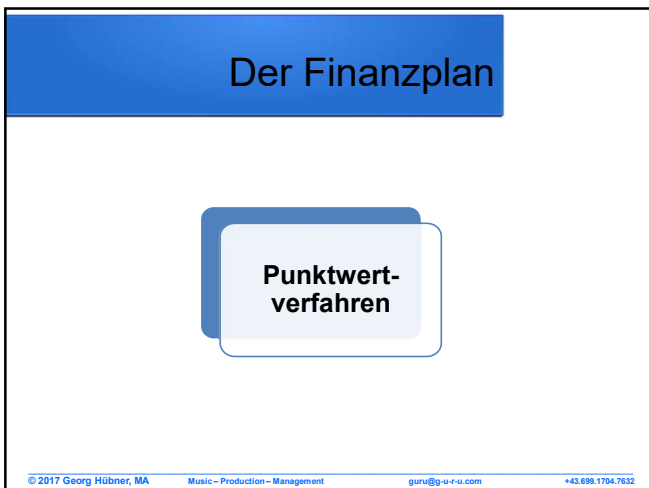 Der Finanzplan
Punktwert-
verfahren
© 2017 Georg Hübner, MA Music – Production – Management guru@g-u-r-u.com +43.699.1704.7632